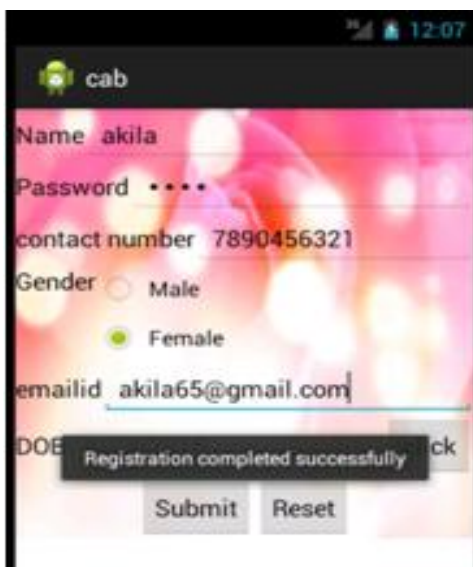 3G 12:07
cab
Name akila
Password ••••
contact number 7890456321
Gender Male
Female
emailid akila65@gmail.com
DOB
Registration completed successfully
Submit Reset